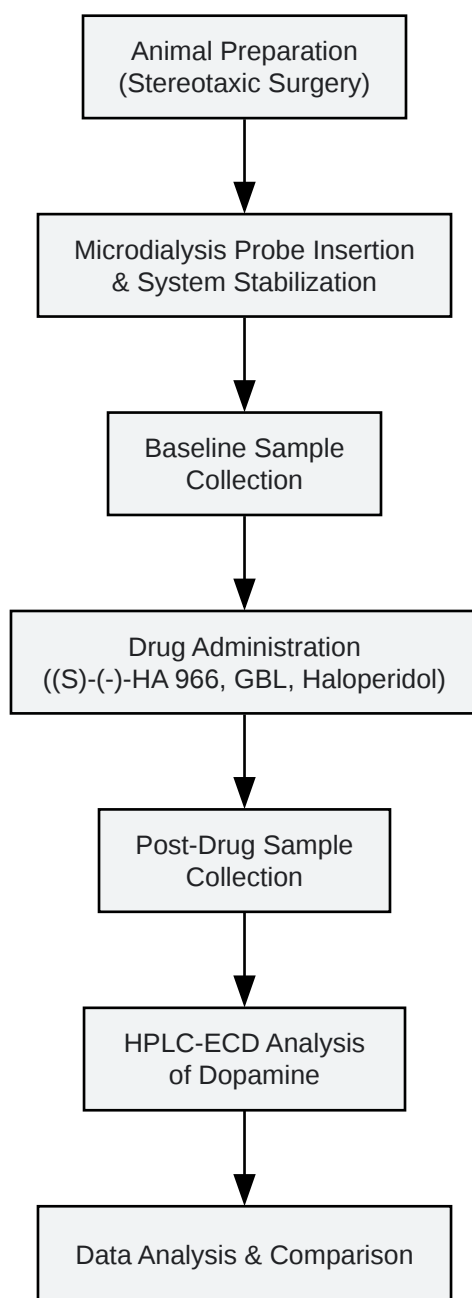 Animal Preparation
(Stereotaxic Surgery)
Microdialysis Probe Insertion
& System Stabilization
Baseline Sample
Collection
Drug Administration
((S)-(-)-HA 966, GBL, Haloperidol)
Post-Drug Sample
Collection
HPLC-ECD Analysis
of Dopamine
Data Analysis & Comparison